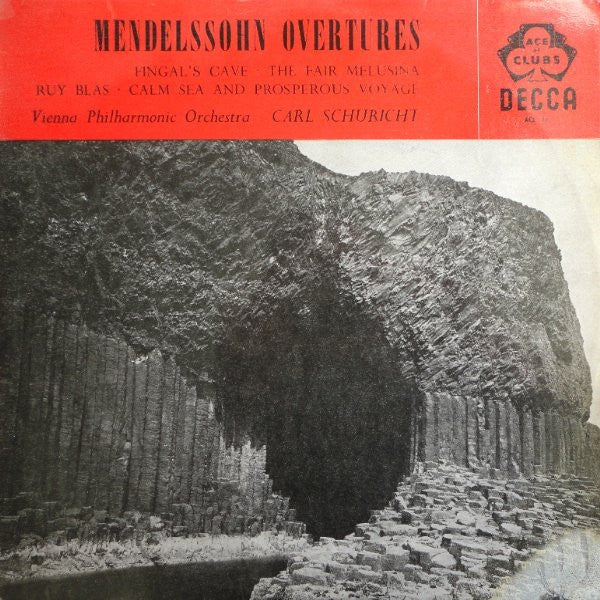 MENDELSSOHN OVERTURES
FINGAL'S CAVE · THE FAIR MELUSINA
RUY BLAS · CALM SEA AND PROSPEROUS VOYAGE
Vienna Philharmonic Orchestra CARL SCHURICHT
ACE
OF
CLUBS
DECCA
ACL